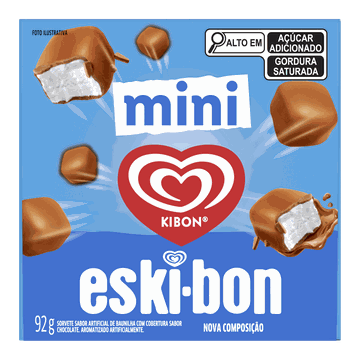 FOTO ILUSTRATIVA
ALTO EM
AÇÚCAR
ADICIONADO
GORDURA
SATURADA
mini
KIBON®
eski-bon
92g
SORVETE SABOR ARTIFICIAL DE BAUNILHA COM COBERTURA SABOR
CHOCOLATE. AROMATIZADO ARTIFICIALMENTE.
NOVA COMPOSIÇÃO